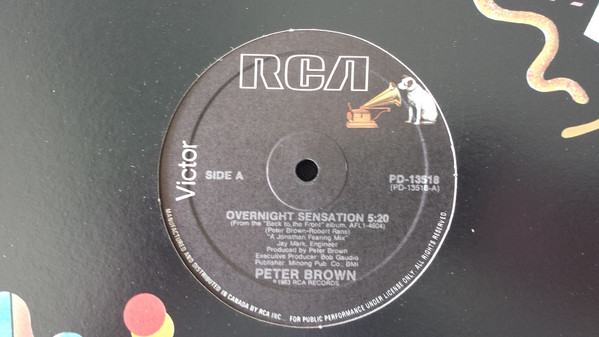 RCA
Victor
SIDE A
PD-13518
(PD-13518-A)
OVERNIGHT SENSATION 5:20
(From the "Back to the Front" album, AFL1-4604)
(Peter Brown-Robert Rans)
"A Jonathan Fearing Mix"
Jay Mark, Engineer
Produced by Peter Brown
Executive Producer: Bob Gaudio
Publisher: Minong Pub. Co., BMI
PETER BROWN
℗1983 RCA RECORDS
MANUFACTURED AND DISTRIBUTED IN CANADA BY RCA INC... FOR PUBLIC PERFORMANCE UNDER LICENSE ONLY. ALL RIGHTS RESERVED.